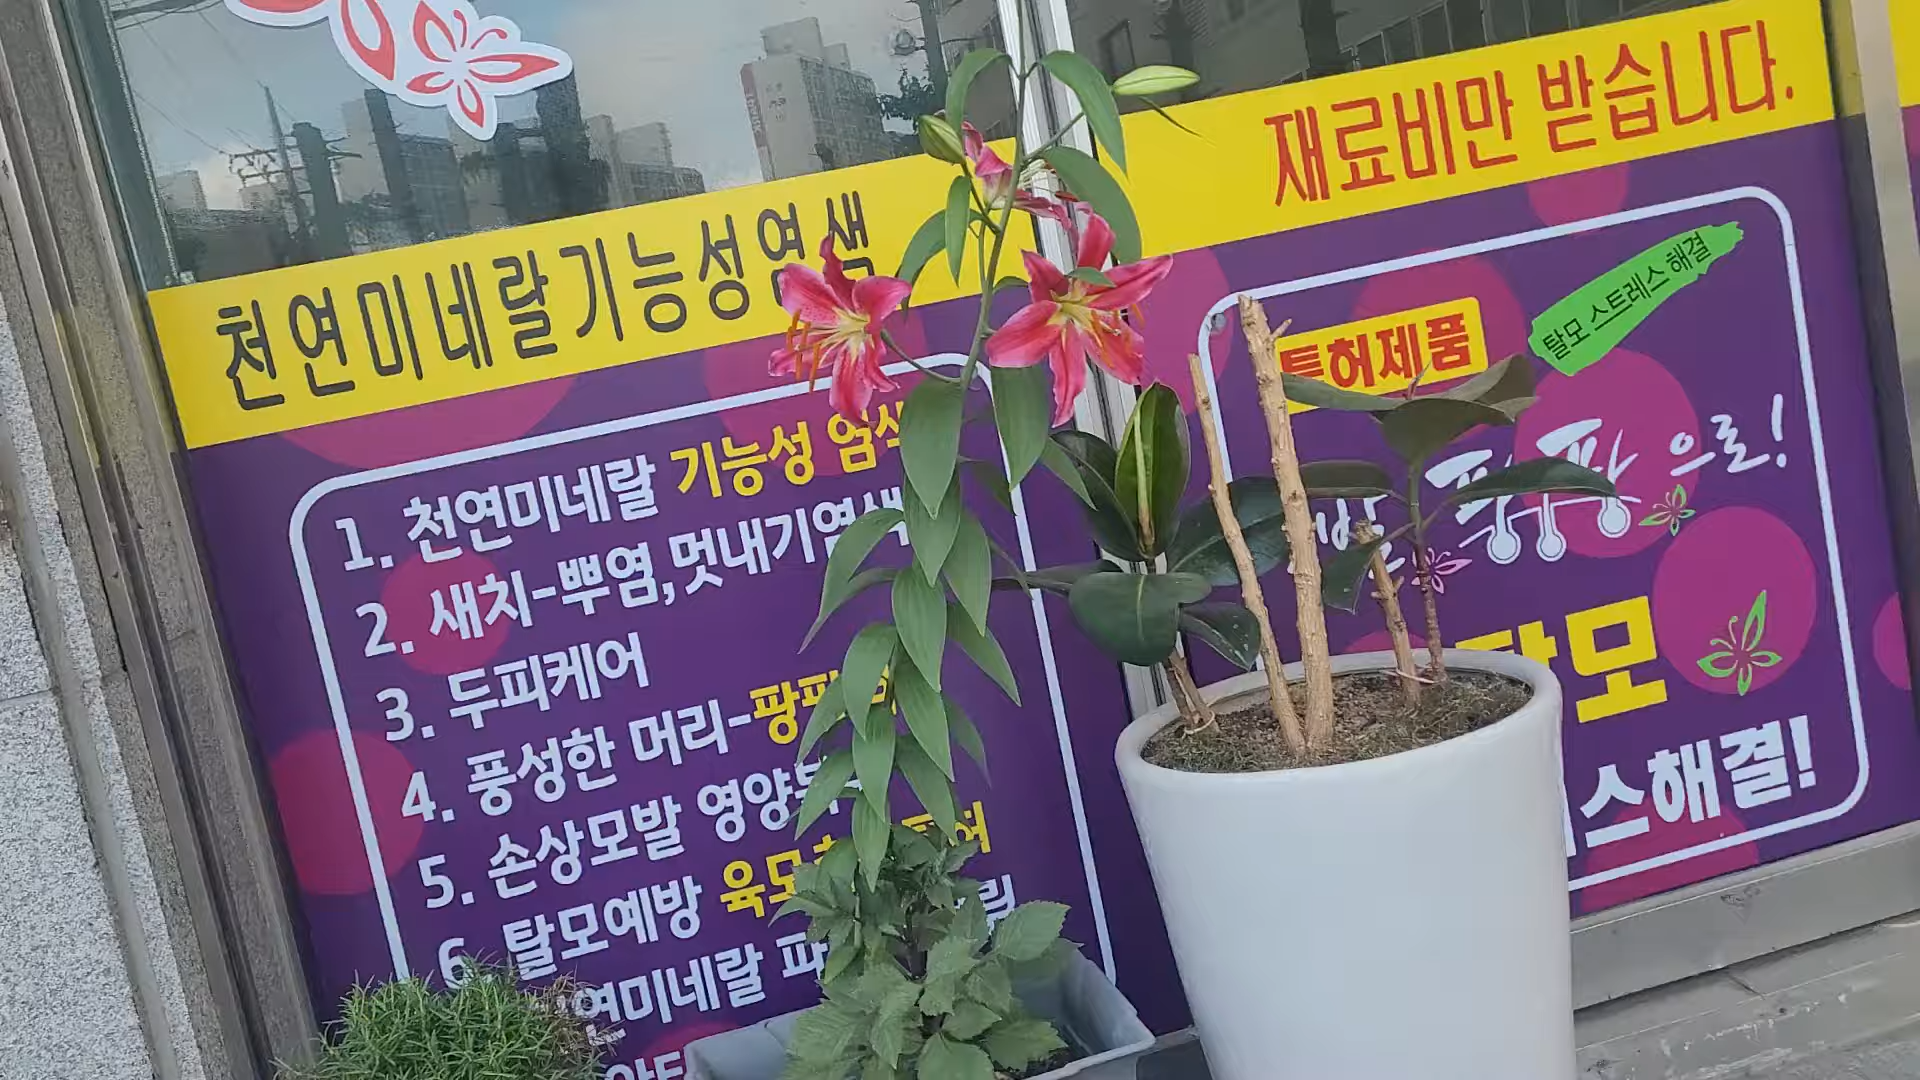 천연미네랄기능성염색
1. 천연미네랄 기능성 염색
2. 새치-뿌염,멋내기염색
3. 두피케어
4. 풍성한 머리-팡팡
5. 손상모발 영양
6. 탈모예방 육모
연미네랄
재료비만 받습니다.
특허제품
탈모 스트레스 해결
팡팡 으로!
탈모
스해결!